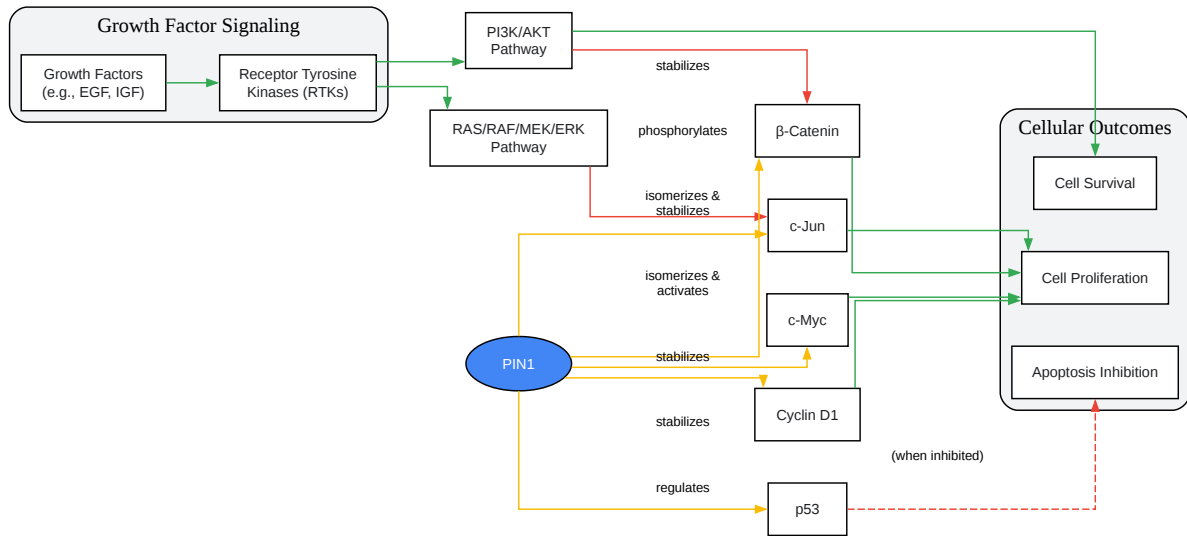 Growth Factor Signaling
Growth Factors
(e.g., EGF, IGF)
Receptor Tyrosine
Kinases (RTKs)
PI3K/AKT
Pathway
RAS/RAF/MEK/ERK
Pathway
stabilizes
phosphorylates
isomerizes &
stabilizes
isomerizes &
activates
stabilizes
stabilizes
regulates
PIN1
β-Catenin
c-Jun
c-Myc
Cyclin D1
p53
(when inhibited)
Cellular Outcomes
Cell Survival
Cell Proliferation
Apoptosis Inhibition